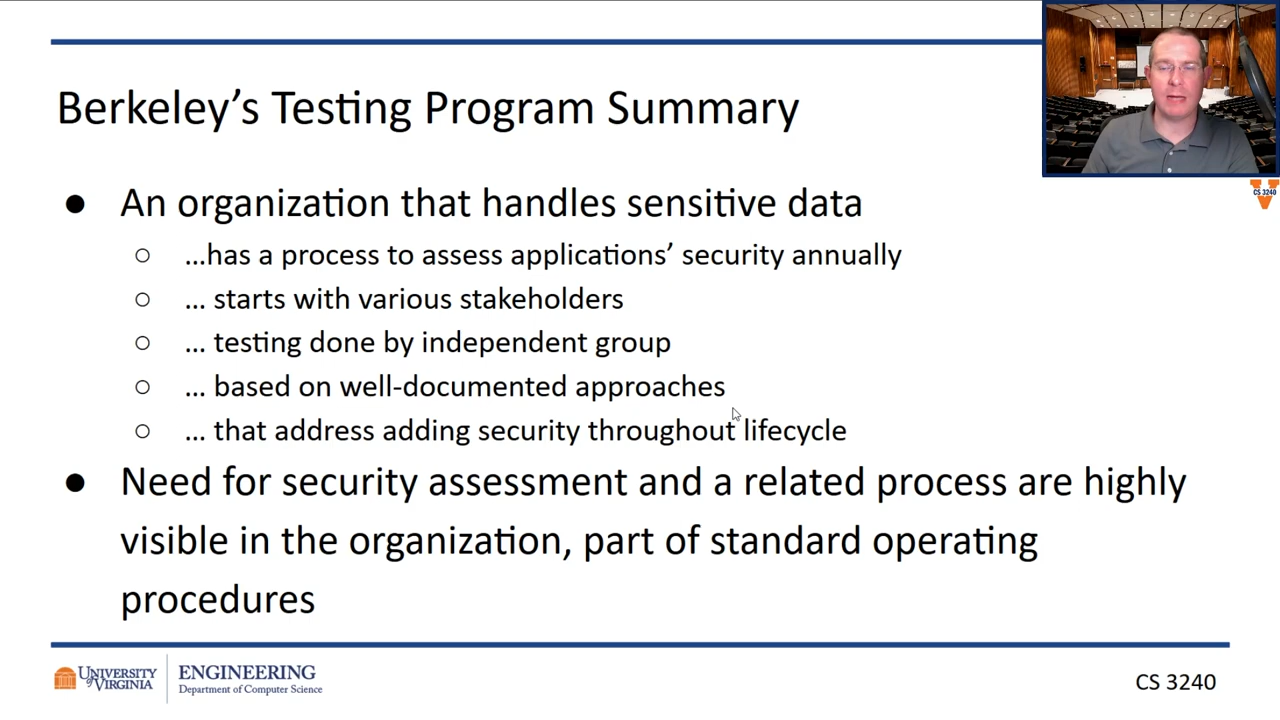 Berkeley’s Testing Program Summary
● An organization that handles sensitive data
○ …has a process to assess applications’ security annually
○ … starts with various stakeholders
○ … testing done by independent group
○ … based on well-documented approaches
○ … that address adding security throughout lifecycle
● Need for security assessment and a related process are highly
visible in the organization, part of standard operating
procedures
CS 3240
UNIVERSITY of VIRGINIA
ENGINEERING
Department of Computer Science
CS 3240